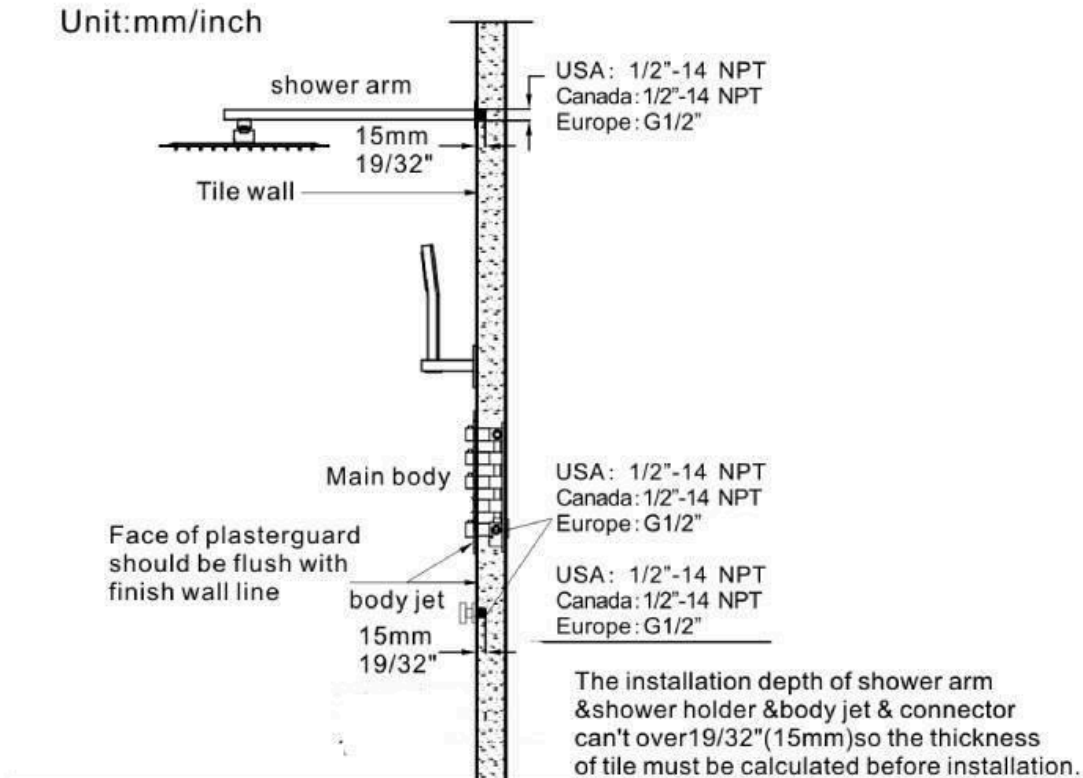 Unit:mm/inch
shower arm
USA: 1/2"-14 NPT
Canada:1/2"-14 NPT
Europe:G1/2"
15mm
19/32"
Tile wall
Main body
USA: 1/2"-14 NPT
Canada:1/2"-14 NPT
Europe:G1/2"
Face of plasterguard
should be flush with
finish wall line
body jet
USA: 1/2"-14 NPT
Canada:1/2"-14 NPT
Europe:G1/2"
15mm
19/32"
The installation depth of shower arm
&shower holder &body jet & connector
can't over19/32"(15mm)so the thickness
of tile must be calculated before installation.